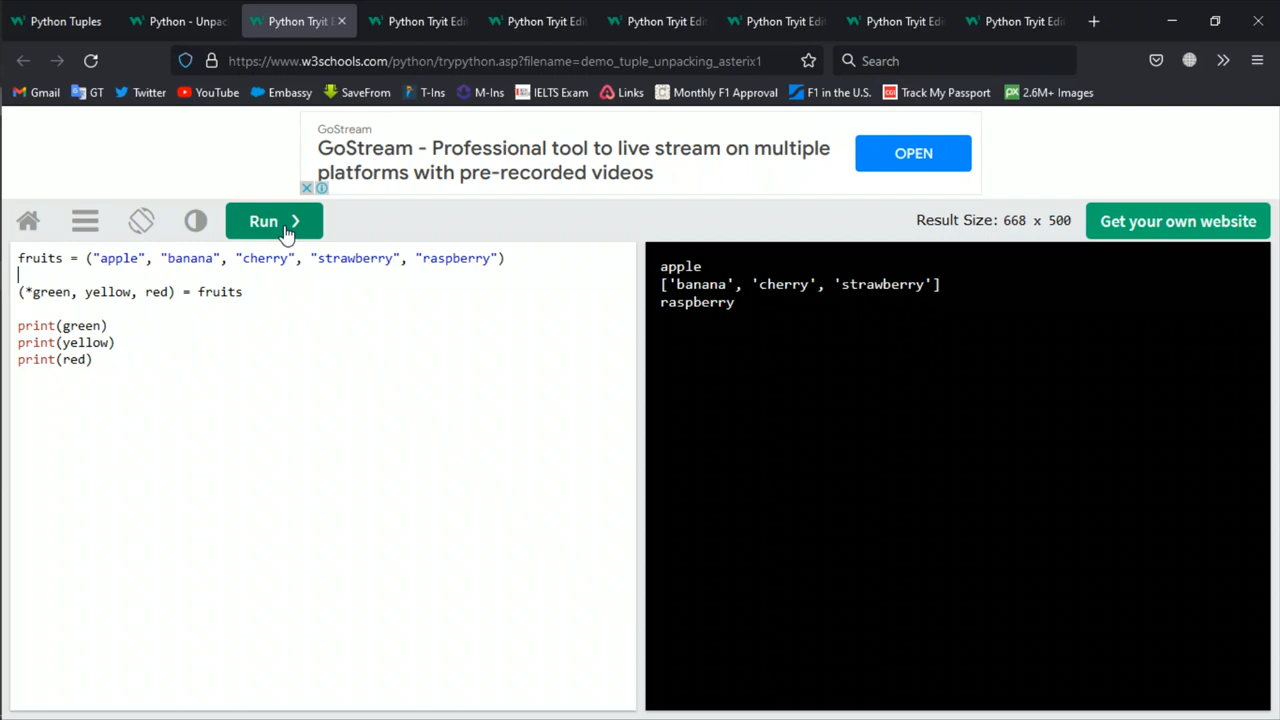 Python Tuples
Python - Unpac
Python Tryit E
Python Tryit Edi
Python Tryit Edi
Python Tryit Edi
Python Tryit Edi
Python Tryit Edi
Python Tryit Edi
https://www.w3schools.com/python/trypython.asp?filename=demo_tuple_unpacking_asterix1
Search
Gmail
GT
Twitter
YouTube
Embassy
SaveFrom
T-Ins
M-Ins
IELTS Exam
Links
Monthly F1 Approval
F1 in the U.S.
CGI Track My Passport
px 2.6M+ Images
GoStream
GoStream - Professional tool to live stream on multiple
platforms with pre-recorded videos
OPEN
Run ❯
Result Size: 668 x 500
Get your own website
fruits = ("apple", "banana", "cherry", "strawberry", "raspberry")
(*green, yellow, red) = fruits
print(green)
print(yellow)
print(red)
apple
['banana', 'cherry', 'strawberry']
raspberry